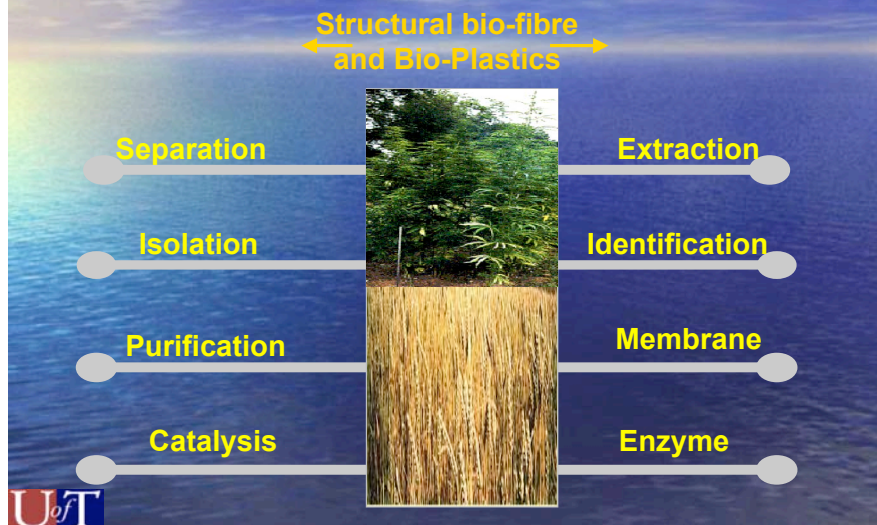 Structural bio-fibre
and Bio-Plastics
Separation
Extraction
Isolation
Identification
Purification
Membrane
Catalysis
Enzyme
UofT